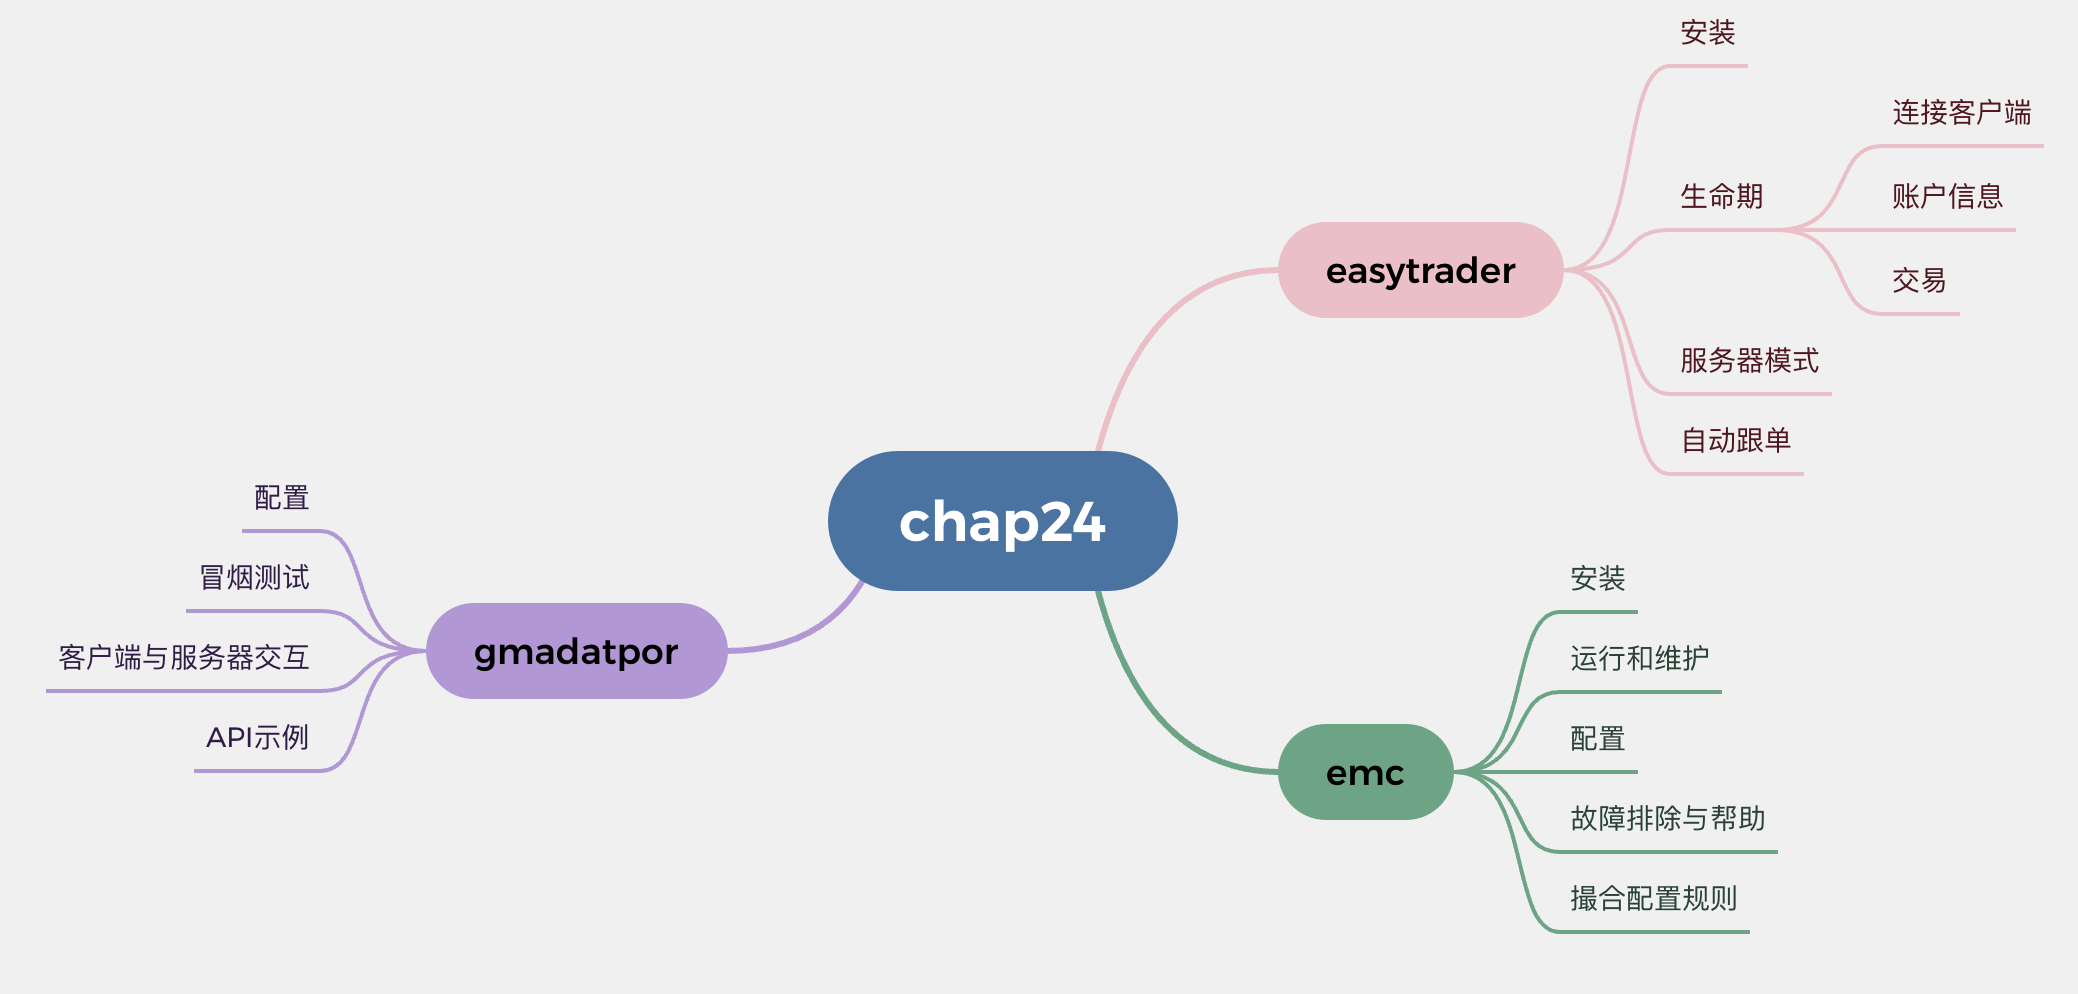 chap24
easytrader
安装
生命期
连接客户端
账户信息
交易
服务器模式
自动跟单
emc
安装
运行和维护
配置
故障排除与帮助
撮合配置规则
gmadatpor
配置
冒烟测试
客户端与服务器交互
API示例